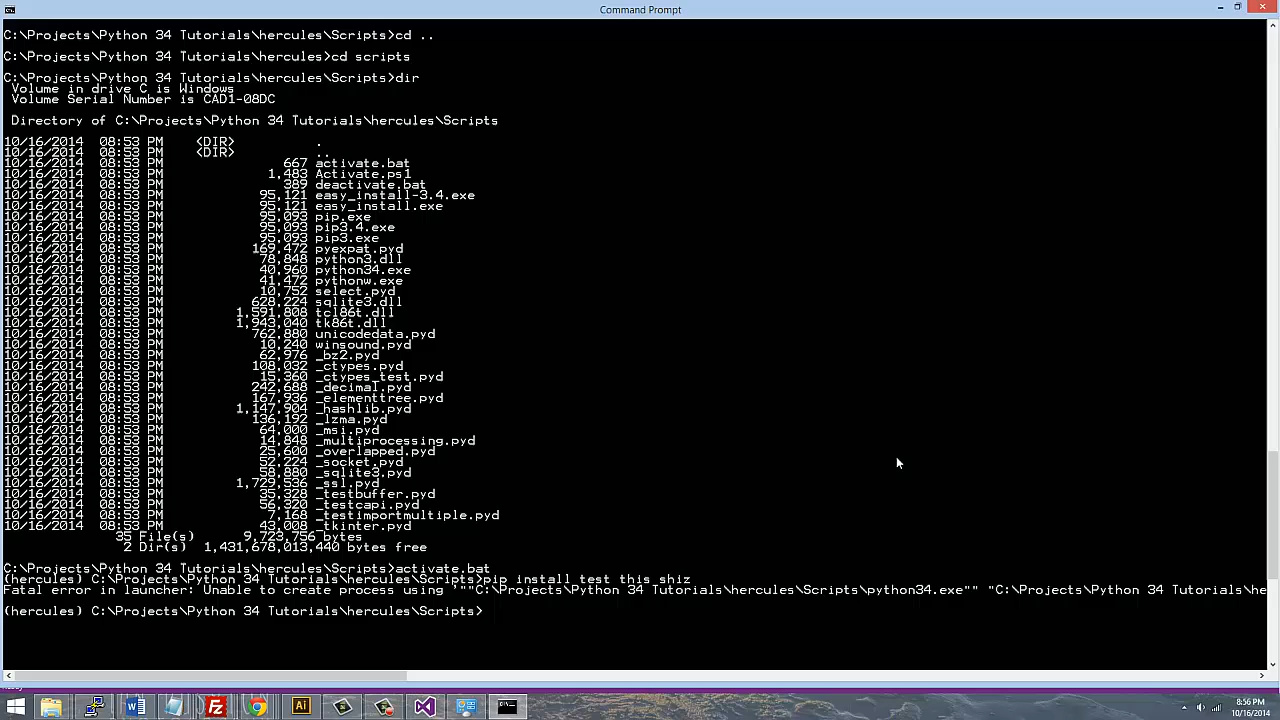 Command Prompt
C:\Projects\Python 34 Tutorials\hercules\Scripts>cd ..
C:\Projects\Python 34 Tutorials\hercules\Scripts>cd scripts
C:\Projects\Python 34 Tutorials\hercules\Scripts>dir
Volume in drive C is Windows
Volume Serial Number is CAD1-08DC
Directory of C:\Projects\Python 34 Tutorials\hercules\Scripts
10/16/2014 08:53 PM <DIR> .
10/16/2014 08:53 PM <DIR> ..
10/16/2014 08:53 PM 667 activate.bat
10/16/2014 08:53 PM 1,483 Activate.ps1
10/16/2014 08:53 PM 389 deactivate.bat
10/16/2014 08:53 PM 95,121 easy_install-3.4.exe
10/16/2014 08:53 PM 95,121 easy_install.exe
10/16/2014 08:53 PM 95,093 pip.exe
10/16/2014 08:53 PM 95,093 pip3.4.exe
10/16/2014 08:53 PM 95,093 pip3.exe
10/16/2014 08:53 PM 169,472 pyexpat.pyd
10/16/2014 08:53 PM 78,848 python3.dll
10/16/2014 08:53 PM 40,960 python34.exe
10/16/2014 08:53 PM 41,472 pythonw.exe
10/16/2014 08:53 PM 10,752 select.pyd
10/16/2014 08:53 PM 628,224 sqlite3.dll
10/16/2014 08:53 PM 1,591,808 tcl86t.dll
10/16/2014 08:53 PM 1,943,040 tk86t.dll
10/16/2014 08:53 PM 762,880 unicodedata.pyd
10/16/2014 08:53 PM 10,240 winsound.pyd
10/16/2014 08:53 PM 62,976 _bz2.pyd
10/16/2014 08:53 PM 108,032 _ctypes.pyd
10/16/2014 08:53 PM 15,360 _ctypes_test.pyd
10/16/2014 08:53 PM 242,688 _decimal.pyd
10/16/2014 08:53 PM 167,936 _elementtree.pyd
10/16/2014 08:53 PM 1,147,904 _hashlib.pyd
10/16/2014 08:53 PM 136,192 _lzma.pyd
10/16/2014 08:53 PM 64,000 _msi.pyd
10/16/2014 08:53 PM 14,848 _multiprocessing.pyd
10/16/2014 08:53 PM 25,600 _overlapped.pyd
10/16/2014 08:53 PM 52,224 _socket.pyd
10/16/2014 08:53 PM 58,880 _sqlite3.pyd
10/16/2014 08:53 PM 1,729,536 _ssl.pyd
10/16/2014 08:53 PM 35,328 _testbuffer.pyd
10/16/2014 08:53 PM 56,320 _testcapi.pyd
10/16/2014 08:53 PM 7,168 _testimportmultiple.pyd
10/16/2014 08:53 PM 43,008 _tkinter.pyd
35 File(s) 9,723,756 bytes
2 Dir(s) 1,431,678,013,440 bytes free
C:\Projects\Python 34 Tutorials\hercules\Scripts>activate.bat
(hercules) C:\Projects\Python 34 Tutorials\hercules\Scripts>pip install test this shiz
Fatal error in launcher: Unable to create process using '""C:\Projects\Python 34 Tutorials\hercules\Scripts\python34.exe"" "C:\Projects\Python 34 Tutorials\he
(hercules) C:\Projects\Python 34 Tutorials\hercules\Scripts>
8:56 PM
10/16/2014